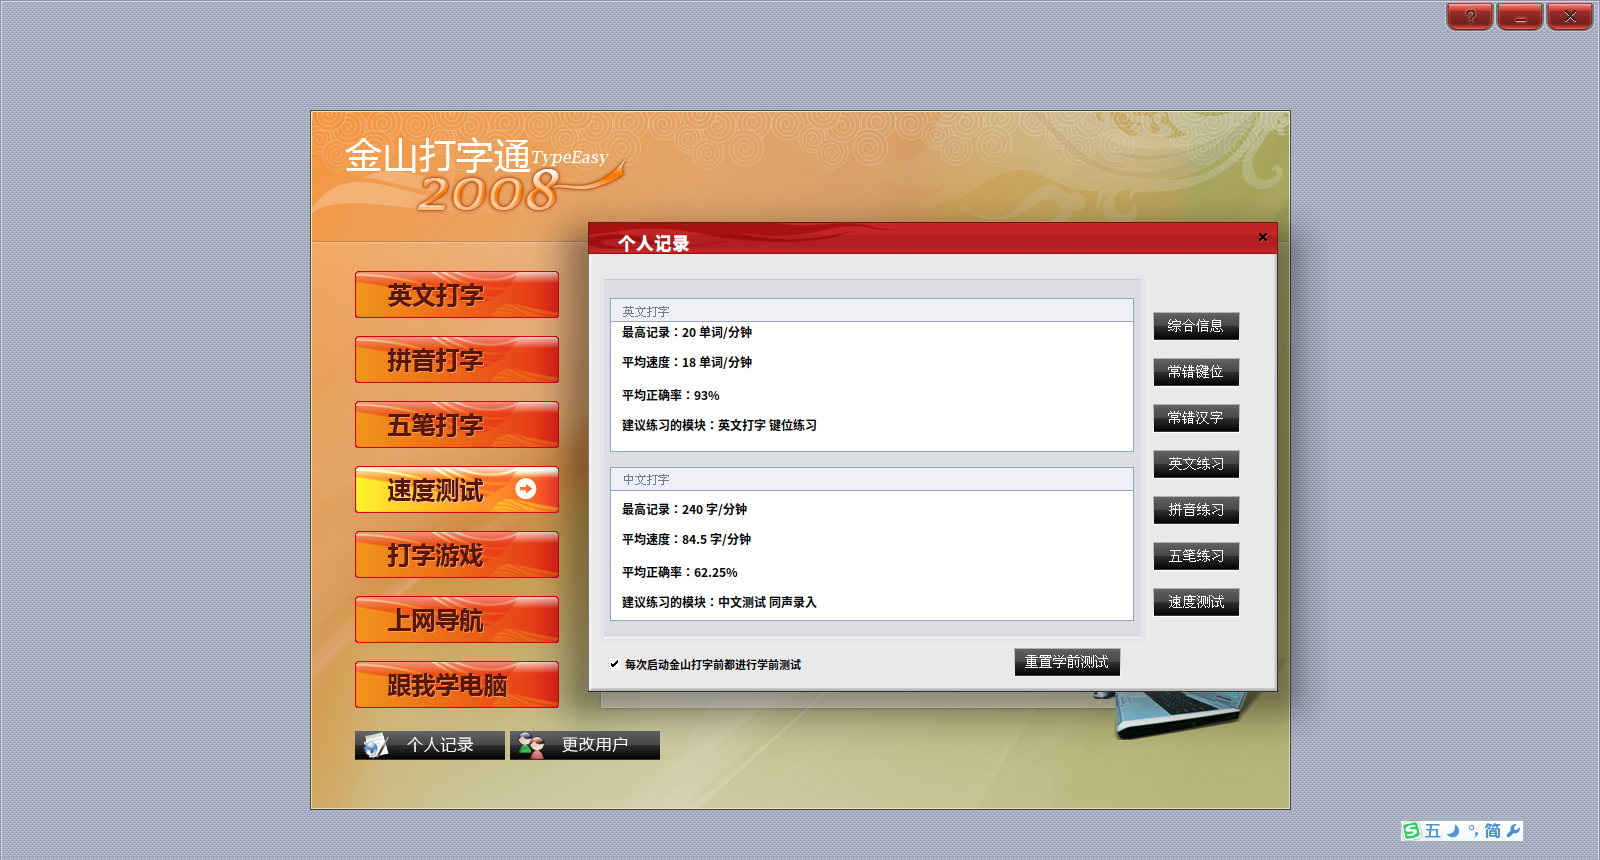 金山打字通TypeEasy
2008
个人记录
英文打字
拼音打字
五笔打字
速度测试
打字游戏
上网导航
跟我学电脑
个人记录
更改用户
英文打字
最高记录：20 单词/分钟
平均速度：18 单词/分钟
平均正确率：93%
建议练习的模块：英文打字 键位练习
中文打字
最高记录：240 字/分钟
平均速度：84.5 字/分钟
平均正确率：62.25%
建议练习的模块：中文测试 同声录入
每次启动金山打字前都进行学前测试
重置学前测试
综合信息
常错键位
常错汉字
英文练习
拼音练习
五笔练习
速度测试
五 °, 简